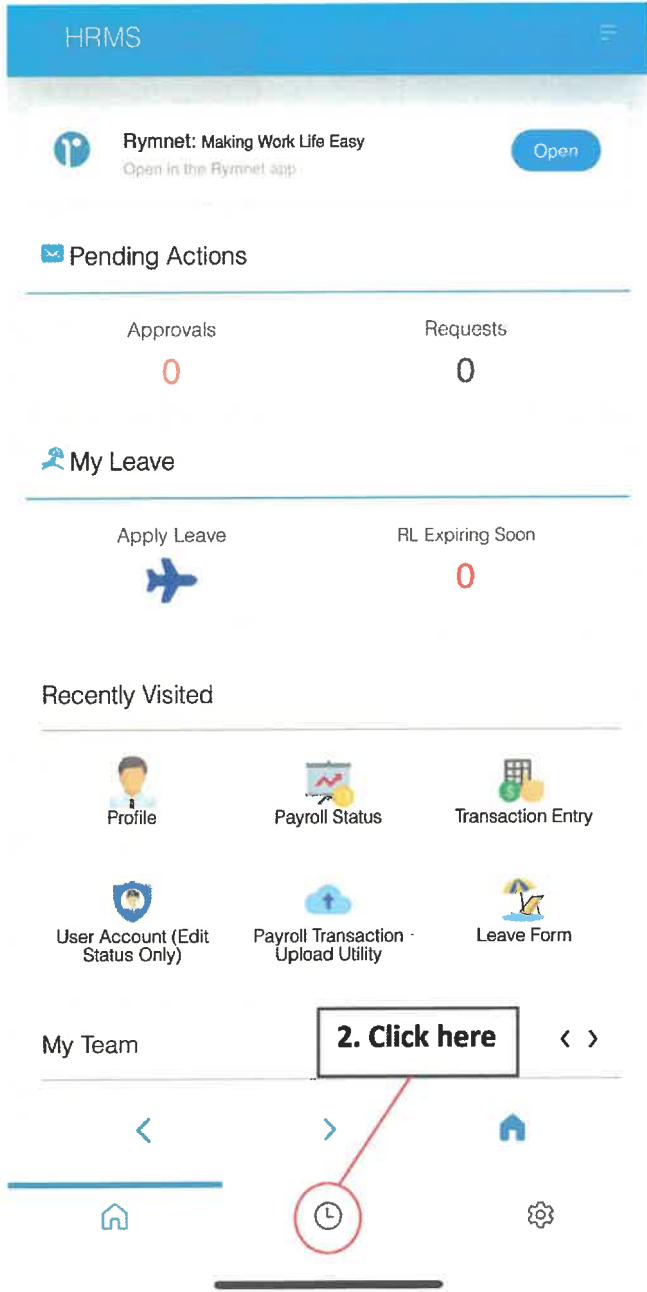 HRMS
Rymnet: Making Work Life Easy
Open in the Rymnet app
Open
Pending Actions
Approvals
Requests
0
0
My Leave
Apply Leave
RL Expiring Soon
0
Recently Visited
Profile
Payroll Status
Transaction Entry
User Account (Edit
Status Only)
Payroll Transaction -
Upload Utility
Leave Form
My Team
2. Click here